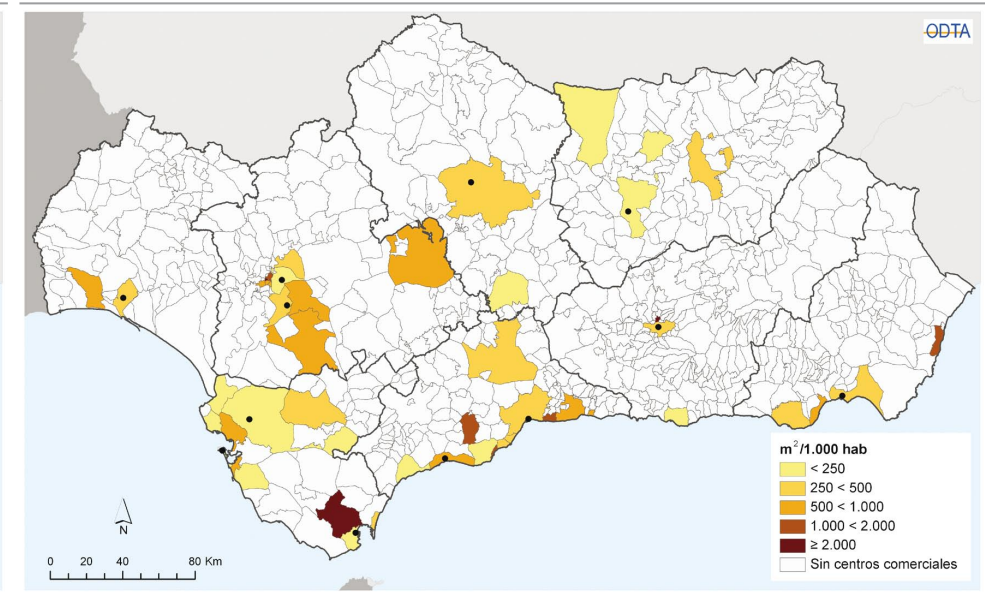 ODTA
m²/1.000 hab
< 250
250 < 500
500 < 1.000
1.000 < 2.000
≥ 2.000
Sin centros comerciales
N
0 20 40 80 Km